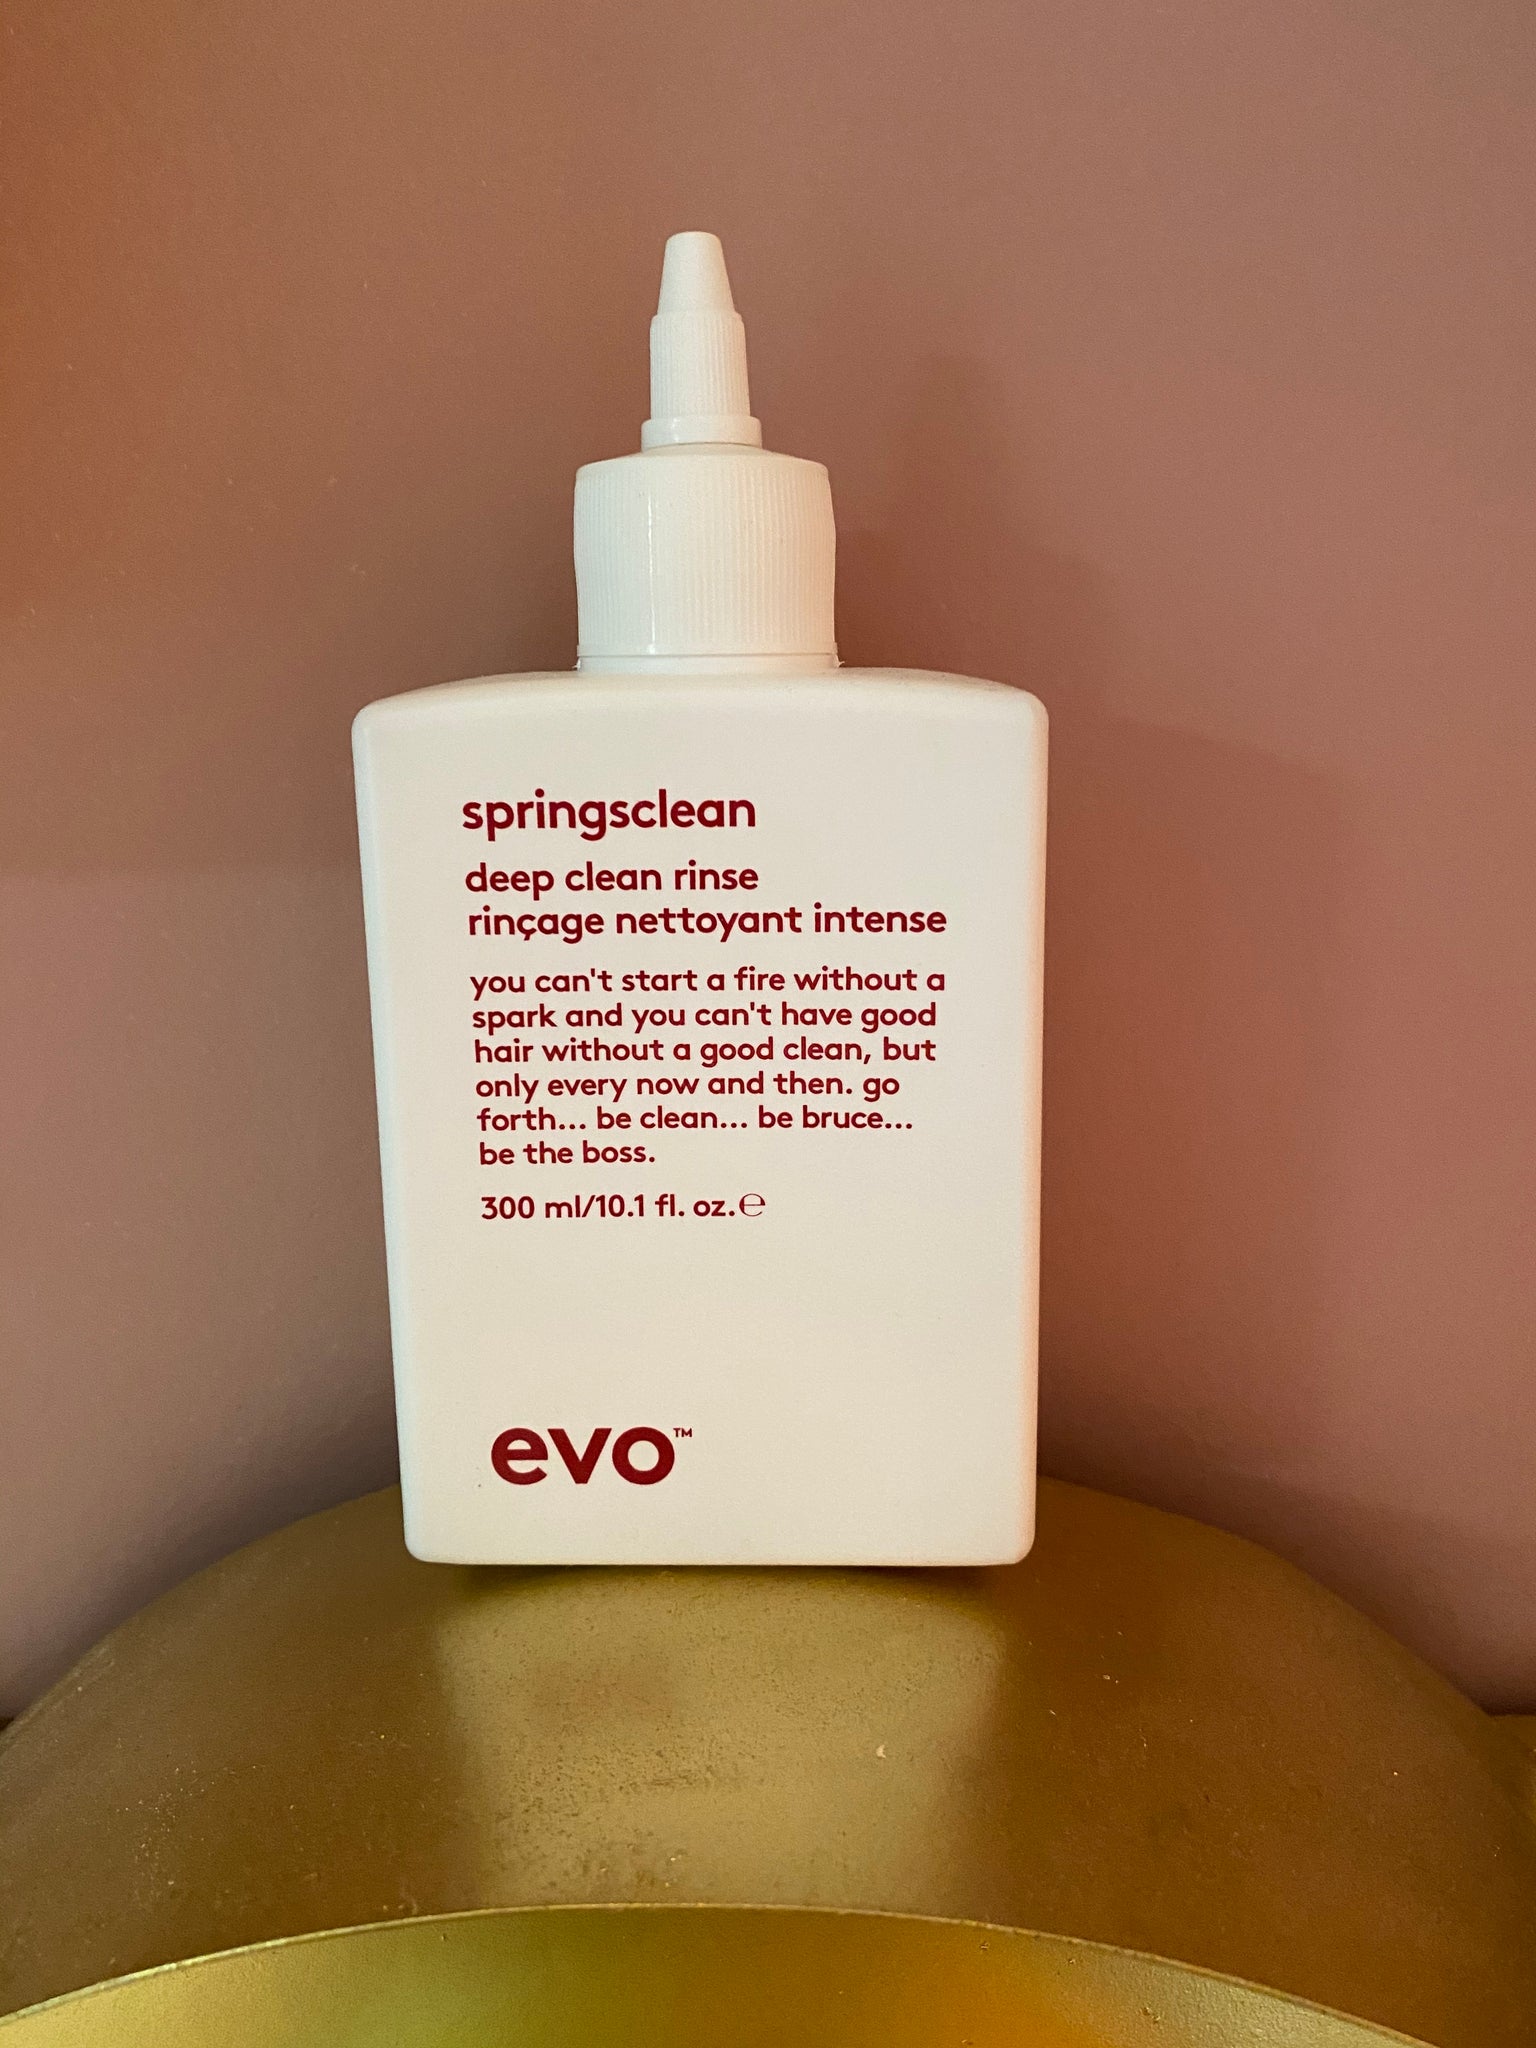 springsclean
deep clean rinse
rinçage nettoyant intense
you can't start a fire without a
spark and you can't have good
hair without a good clean, but
only every now and then. go
forth... be clean... be bruce...
be the boss.
300 ml/10.1 fl. oz.℮
evo™